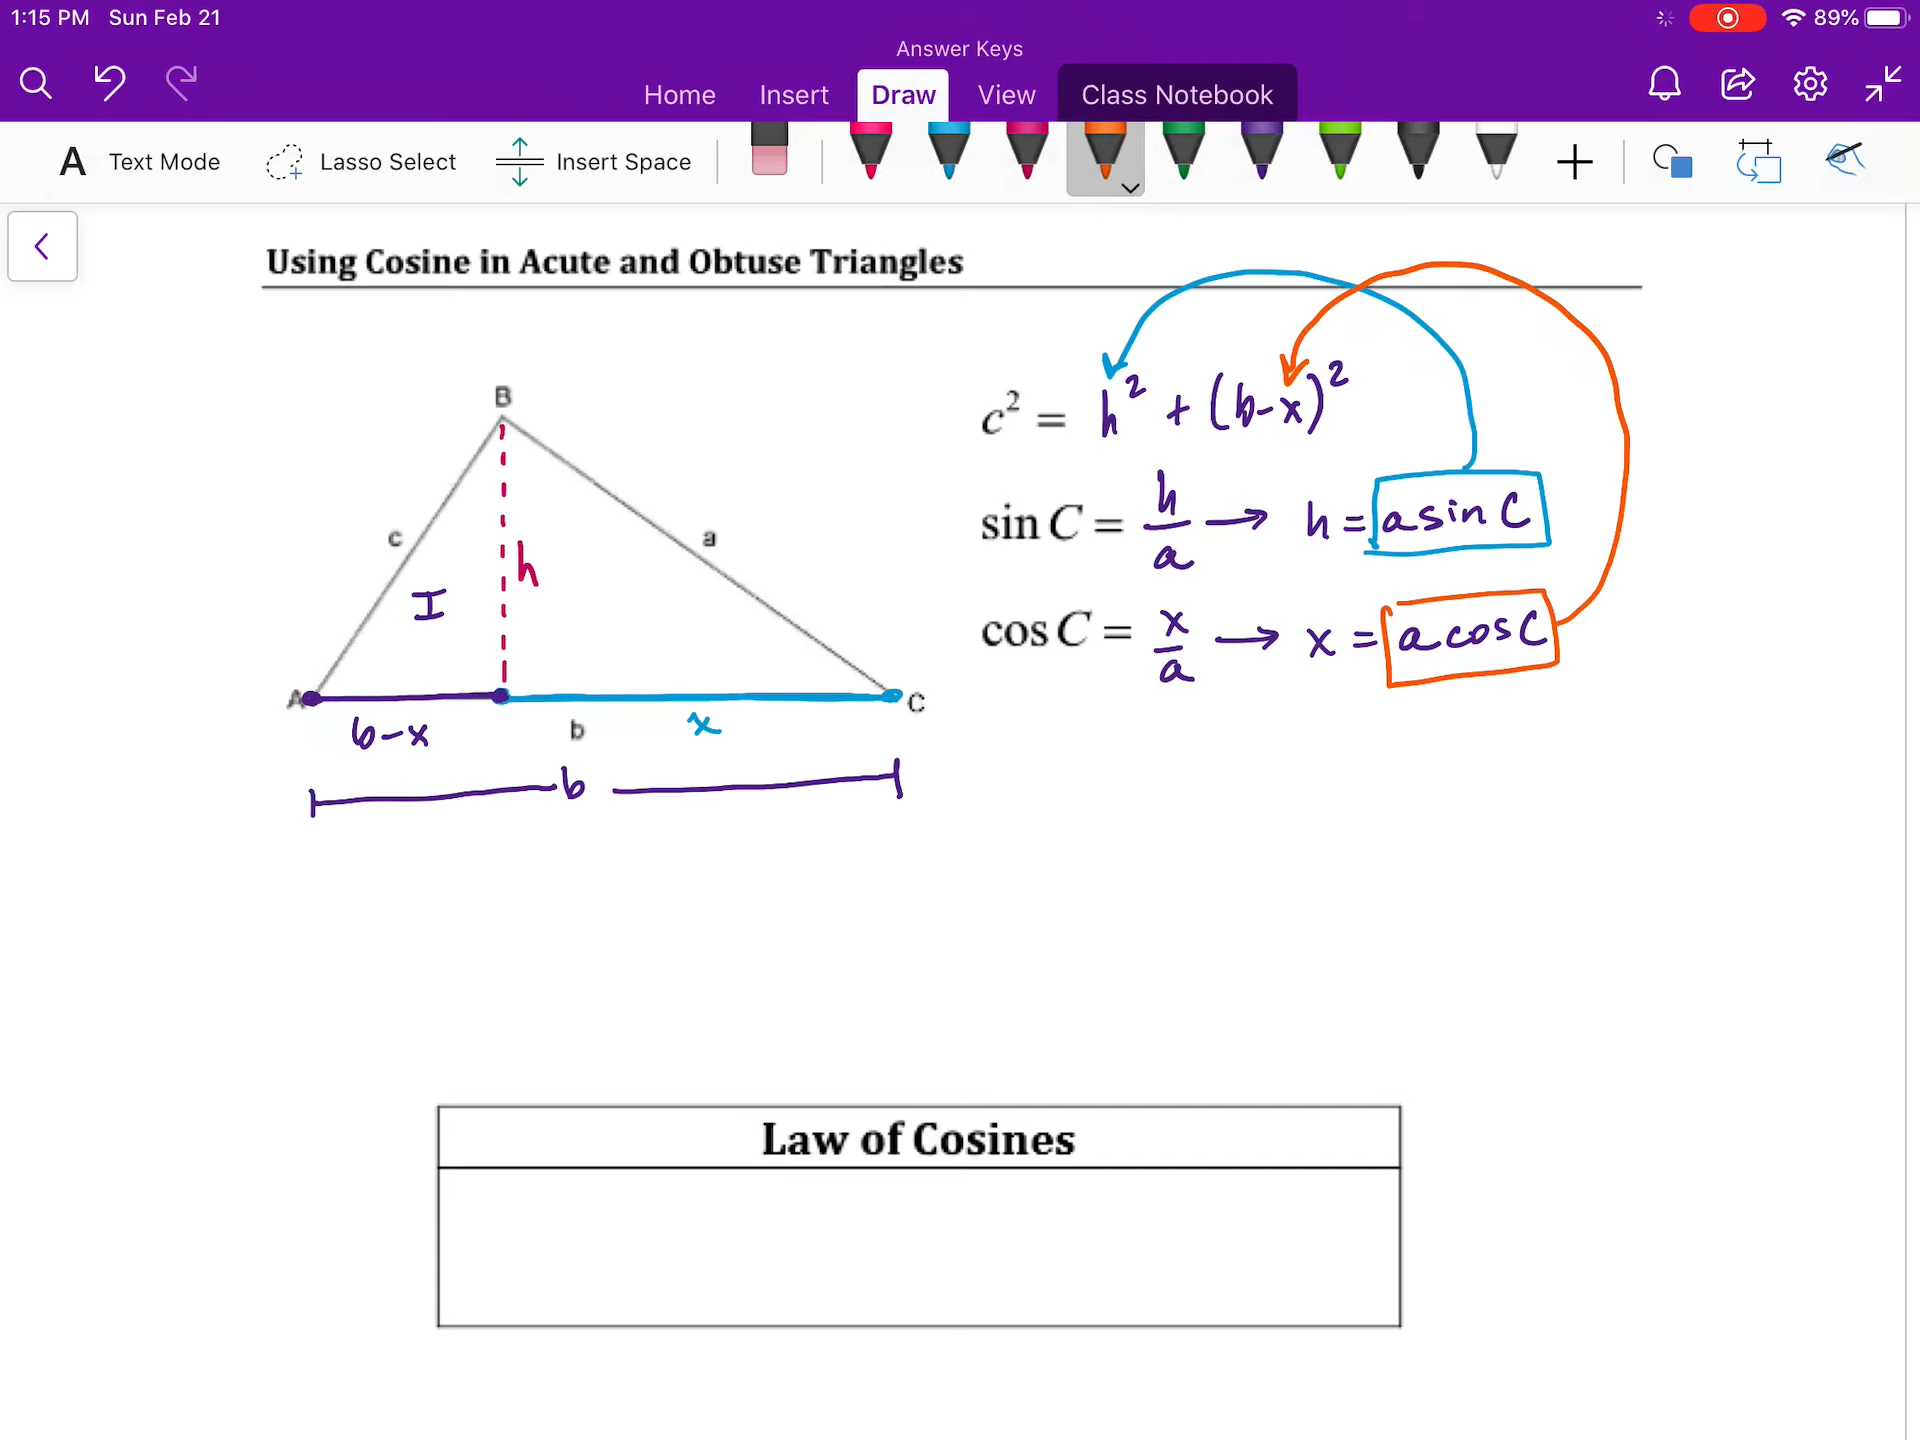 1:15 PM Sun Feb 21
89%
Answer Keys
Home Insert Draw View Class Notebook
A Text Mode Lasso Select Insert Space
Using Cosine in Acute and Obtuse Triangles
B
c² = h² + (b-x)²
c a
sin C = h/a → h = a sin C
h
I
cos C = x/a → x = a cos C
A C
b-x b x
b
Law of Cosines